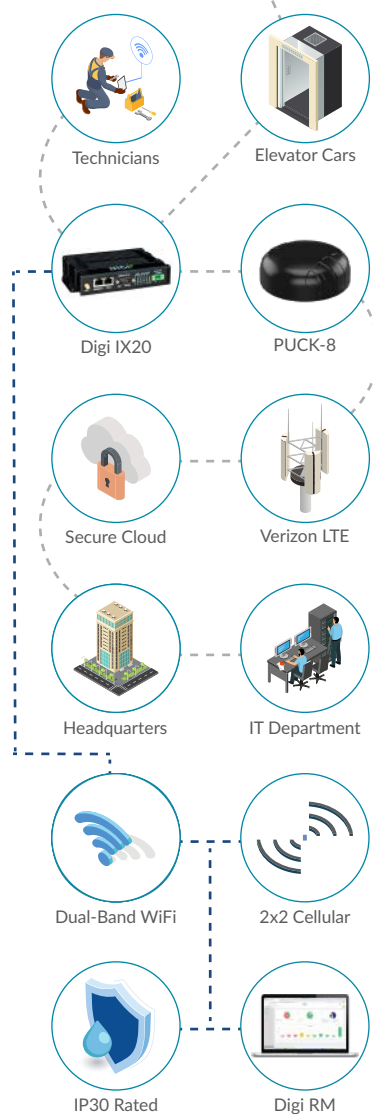 Technicians
Elevator Cars
Digi IX20
PUCK-8
Secure Cloud
Verizon LTE
Headquarters
IT Department
Dual-Band WiFi
2x2 Cellular
IP30 Rated
Digi RM